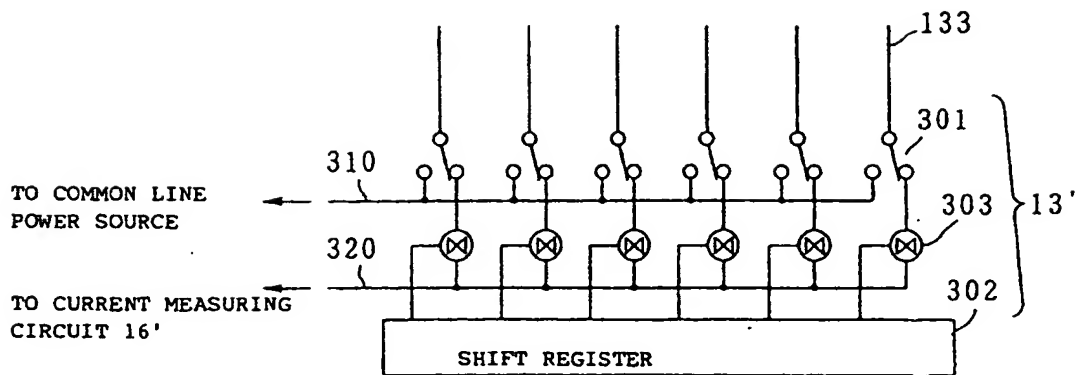 133
301
310
TO COMMON LINE
POWER SOURCE
13'
303
320
TO CURRENT MEASURING
CIRCUIT 16'
302
SHIFT REGISTER